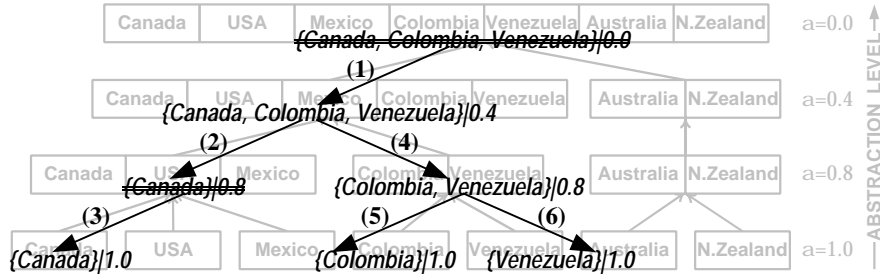 Canada USA Mexico Colombia Venezuela Australia N.Zealand a=0.0
{Canada, Colombia, Venezuela}|0.0
(1)
Canada USA Mexico Colombia Venezuela Australia N.Zealand a=0.4
{Canada, Colombia, Venezuela}|0.4
(2) (4)
Canada USA Mexico Colombia Venezuela Australia N.Zealand a=0.8
{Canada}|0.8 {Colombia, Venezuela}|0.8
(3) (5) (6)
Canada USA Mexico Colombia Venezuela Australia N.Zealand a=1.0
{Canada}|1.0 {Colombia}|1.0 {Venezuela}|1.0
ABSTRACTION LEVEL